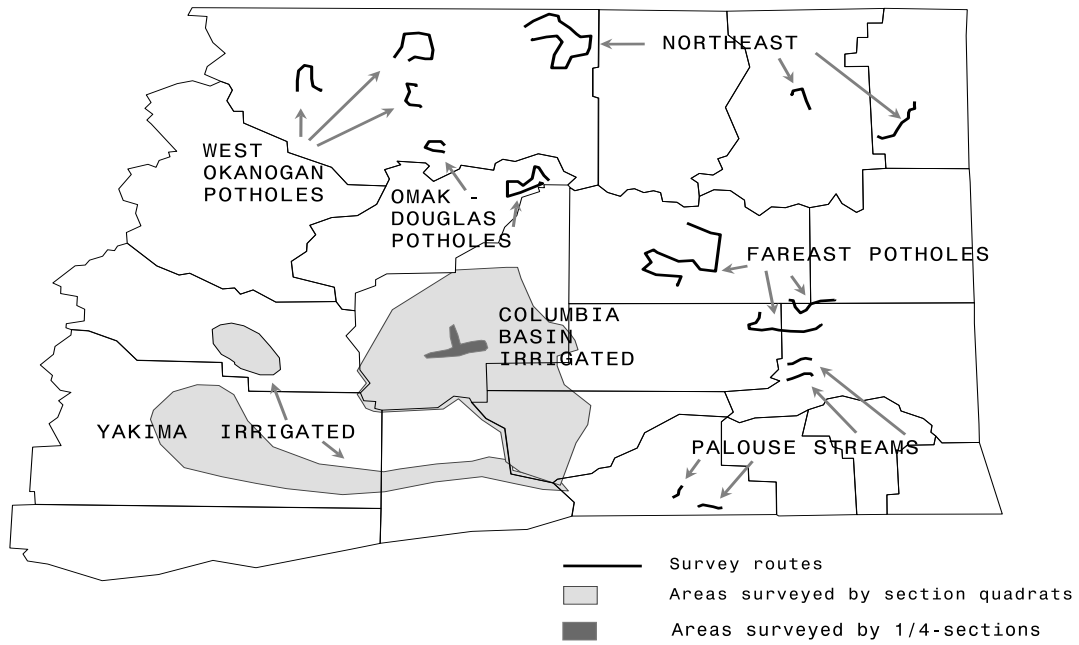 NORTHEAST
WEST
OKANOGAN
POTHOLES
OMAK -
DOUGLAS
POTHOLES
FAREAST POTHOLES
COLUMBIA
BASIN
IRRIGATED
YAKIMA IRRIGATED
PALOUSE STREAMS
Survey routes
Areas surveyed by section quadrats
Areas surveyed by 1/4-sections